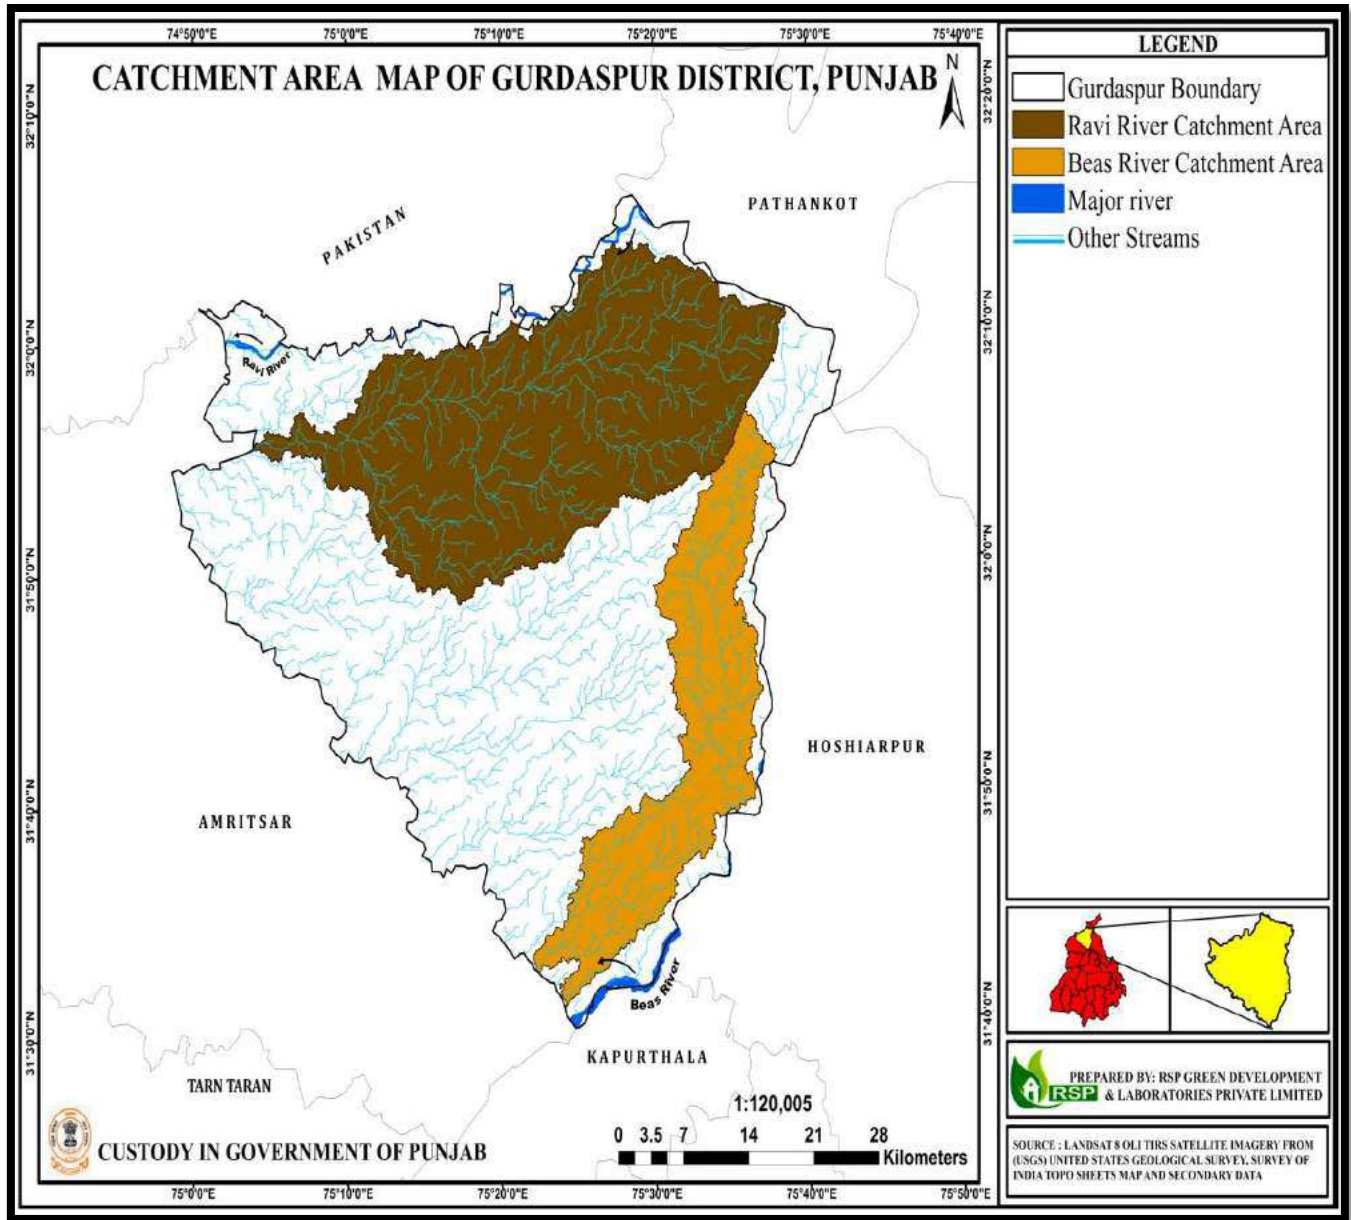 74°50'0"E 75°0'0"E 75°10'0"E 75°20'0"E 75°30'0"E 75°40'0"E
CATCHMENT AREA MAP OF GURDASPUR DISTRICT, PUNJAB
N
32°10'0"N
32°0'0"N
31°50'0"N
31°40'0"N
31°30'0"N
32°20'0"N
32°10'0"N
32°0'0"N
31°50'0"N
31°40'0"N
PATHANKOT
PAKISTAN
Ravi River
HOSHIARPUR
AMRITSAR
Beas River
KAPURTHALA
TARN TARAN
1:120,005
0 3.5 7 14 21 28
Kilometers
CUSTODY IN GOVERNMENT OF PUNJAB
75°0'0"E 75°10'0"E 75°20'0"E 75°30'0"E 75°40'0"E 75°50'0"E
LEGEND
Gurdaspur Boundary
Ravi River Catchment Area
Beas River Catchment Area
Major river
Other Streams
RSP
PREPARED BY: RSP GREEN DEVELOPMENT
& LABORATORIES PRIVATE LIMITED
SOURCE : LANDSAT 8 OLI TIRS SATELLITE IMAGERY FROM
(USGS) UNITED STATES GEOLOGICAL SURVEY, SURVEY OF
INDIA TOPO SHEETS MAP AND SECONDARY DATA